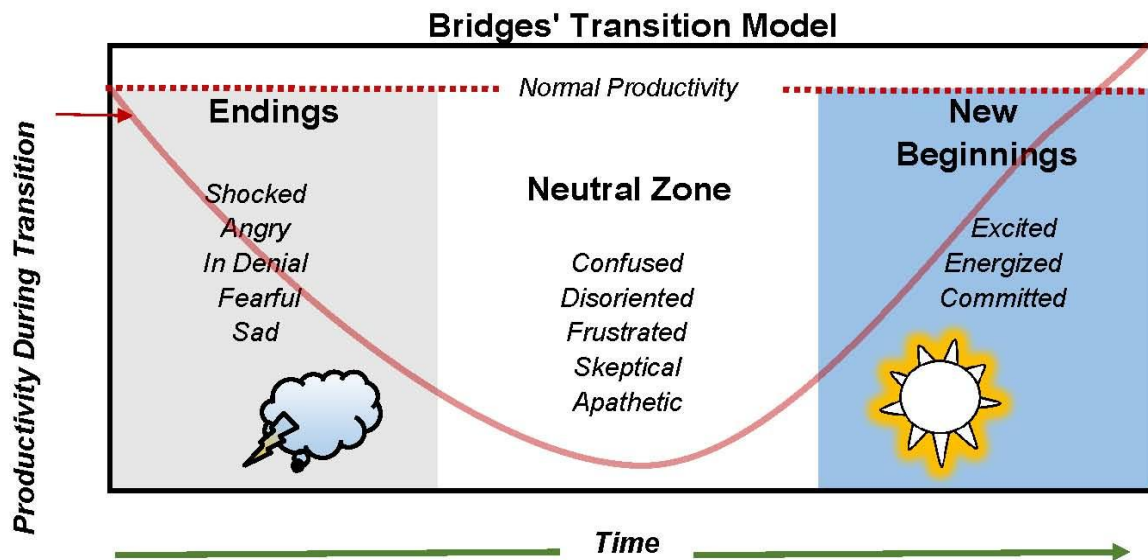 Bridges' Transition Model
Normal Productivity
Productivity During Transition
Endings
Shocked
Angry
In Denial
Fearful
Sad
Neutral Zone
Confused
Disoriented
Frustrated
Skeptical
Apathetic
New
Beginnings
Excited
Energized
Committed
Time